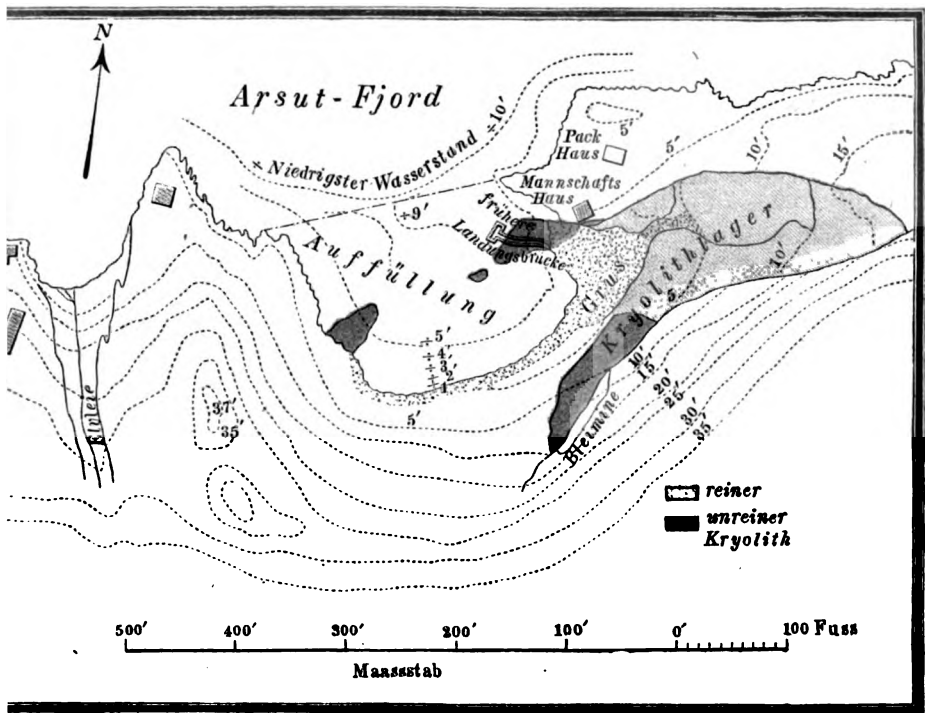 N
Arsut-Fjord
÷ Niedrigster Wasserstand ÷10'
5'
Pack
Haus
5'
10'
15'
Mannschafts
Haus
÷9'
frühere
Landungsbrücke
Auffüllung
Grus
Kryolithlager
10'
5'
÷5'
÷4'
÷3'
÷2'
÷1'
5'
10'
15'
20'
25'
30'
35'
37'
35'
Elvleie
Bleimine
reiner
unreiner
Kryolith
500' 400' 300' 200' 100' 0' 100 Fuss
Maassstab